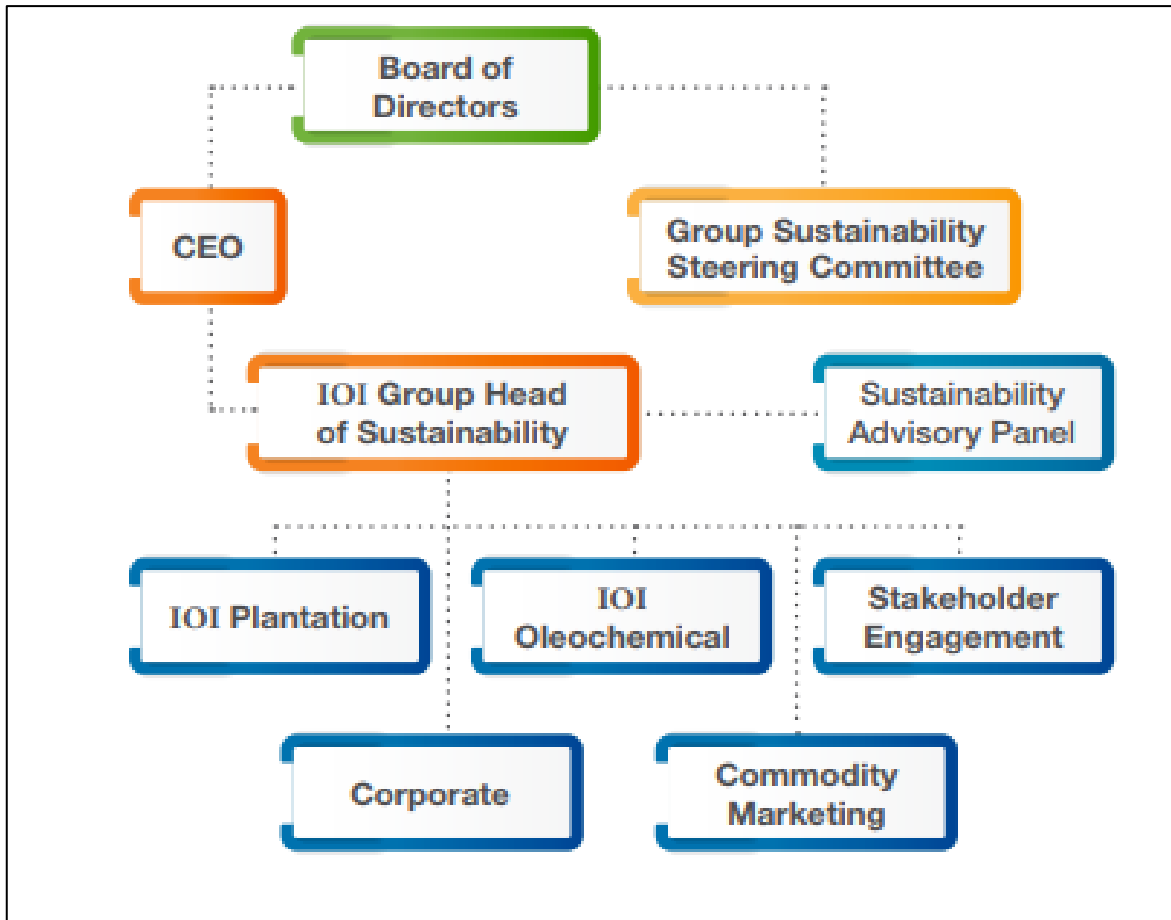 Board of
Directors
CEO
Group Sustainability
Steering Committee
IOI Group Head
of Sustainability
Sustainability
Advisory Panel
IOI Plantation
IOI
Oleochemical
Stakeholder
Engagement
Corporate
Commodity
Marketing